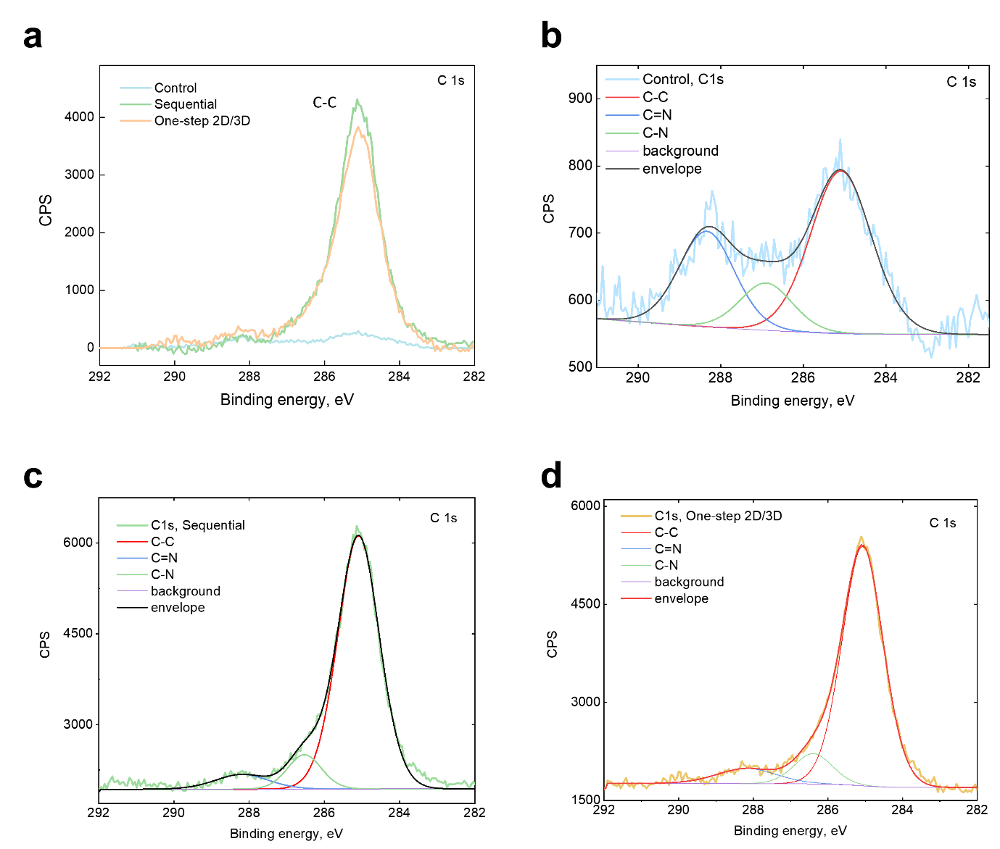 a
C 1s
Control
Sequential
One-step 2D/3D
C-C
4000
3000
2000
1000
0
CPS
292
290
288
286
284
282
Binding energy, eV
b
C 1s
Control, C1s
C-C
C=N
C-N
background
envelope
900
800
700
600
500
CPS
290
288
286
284
282
Binding energy, eV
c
C 1s
C1s, Sequential
C-C
C=N
C-N
background
envelope
6000
4500
3000
CPS
292
290
288
286
284
282
Binding energy, eV
d
C 1s
C1s, One-step 2D/3D
C-C
C=N
C-N
background
envelope
6000
4500
3000
1500
CPS
292
290
288
286
284
282
Binding energy, eV